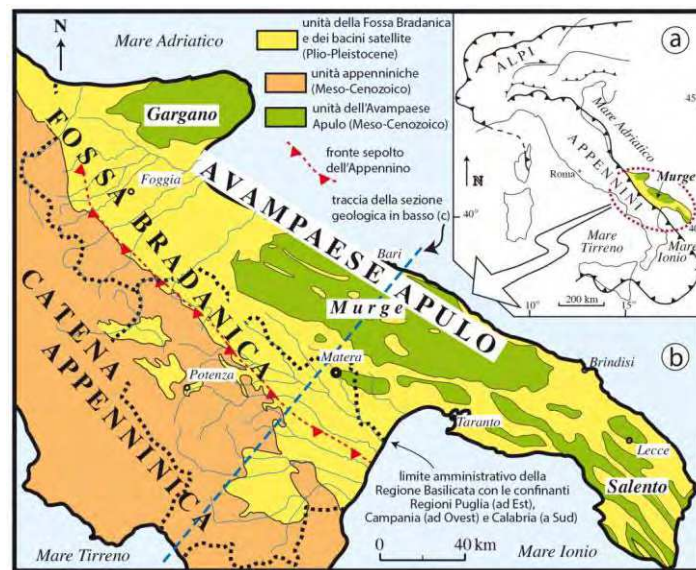 N
Mare Adriatico
unità della Fossa Bradanica
e dei bacini satellite
(Plio-Pleistocene)
unità appenniniche
(Meso-Cenozoico)
unità dell'Avampaese
Apulo (Meso-Cenozoico)
fronte sepolto
dell'Appennino
traccia della sezione
geologica in basso (c)
Gargano
Foggia
FOSSA BRADANICA
AVAMPAESE APULO
CATENA
APPENNINICA
Bari
Murge
Matera
Potenza
Brindisi
Taranto
Lecce
Salento
limite amministrativo della
Regione Basilicata con le confinanti
Regioni Puglia (ad Est),
Campania (ad Ovest) e Calabria (a Sud)
0 40 km
Mare Tirreno
Mare Ionio
b
a
ALPI
45
Mare Adriatico
APPENNINI
Roma
Murge
N
40°
40
Mare
Tirreno
Mar
Ionio
200 km
10°
15°